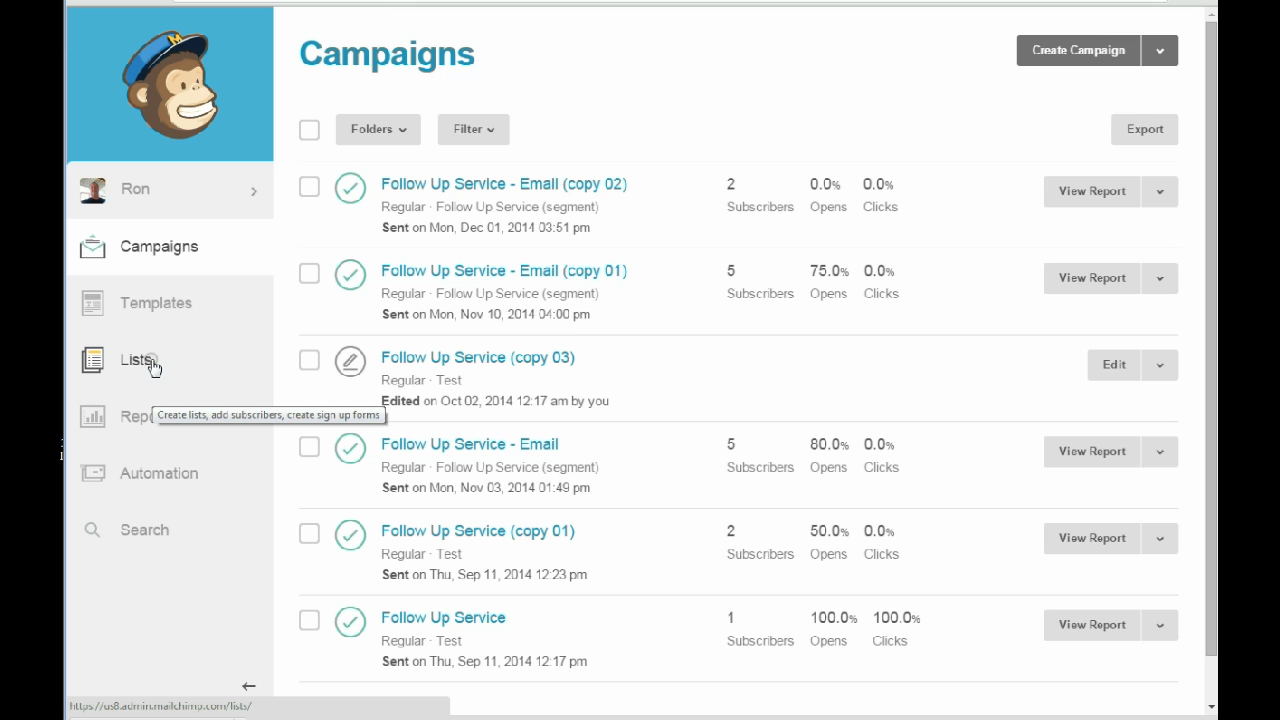 M
Ron
Campaigns
Templates
Lists
Repo
Automation
Search
Create lists, add subscribers, create sign up forms
https://us8.admin.mailchimp.com/lists/
Campaigns
Create Campaign
Folders
Filter
Export
Follow Up Service - Email (copy 02)
Regular · Follow Up Service (segment)
Sent on Mon, Dec 01, 2014 03:51 pm
2 Subscribers
0.0% Opens
0.0% Clicks
View Report
Follow Up Service - Email (copy 01)
Regular · Follow Up Service (segment)
Sent on Mon, Nov 10, 2014 04:00 pm
5 Subscribers
75.0% Opens
0.0% Clicks
View Report
Follow Up Service (copy 03)
Regular · Test
Edited on Oct 02, 2014 12:17 am by you
Edit
Follow Up Service - Email
Regular · Follow Up Service (segment)
Sent on Mon, Nov 03, 2014 01:49 pm
5 Subscribers
80.0% Opens
0.0% Clicks
View Report
Follow Up Service (copy 01)
Regular · Test
Sent on Thu, Sep 11, 2014 12:23 pm
2 Subscribers
50.0% Opens
0.0% Clicks
View Report
Follow Up Service
Regular · Test
Sent on Thu, Sep 11, 2014 12:17 pm
1 Subscribers
100.0% Opens
100.0% Clicks
View Report